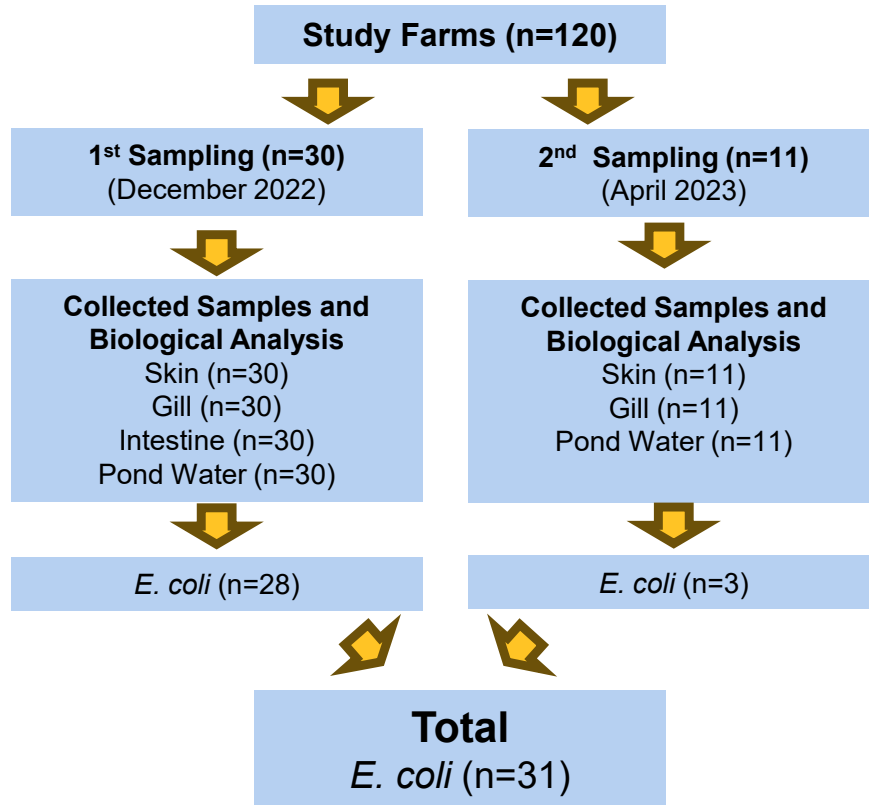 Study Farms (n=120)
1st Sampling (n=30)
(December 2022)
2nd Sampling (n=11)
(April 2023)
Collected Samples and
Biological Analysis
Skin (n=30)
Gill (n=30)
Intestine (n=30)
Pond Water (n=30)
Collected Samples and
Biological Analysis
Skin (n=11)
Gill (n=11)
Pond Water (n=11)
E. coli (n=28)
E. coli (n=3)
Total
E. coli (n=31)